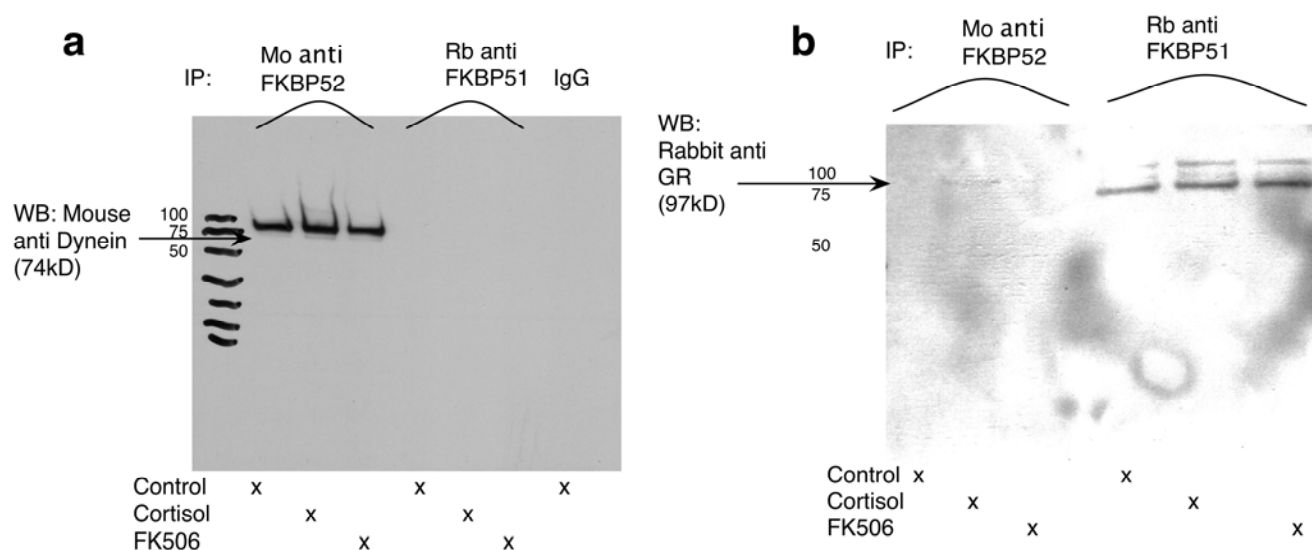 a
IP:
Mo anti
FKBP52
Rb anti
FKBP51
IgG
WB: Mouse
anti Dynein
(74kD)
100
75
50
Control x x x
Cortisol x x
FK506 x x
b
IP:
Mo anti
FKBP52
Rb anti
FKBP51
WB:
Rabbit anti
GR
(97kD)
100
75
50
Control x x
Cortisol x x
FK506 x x